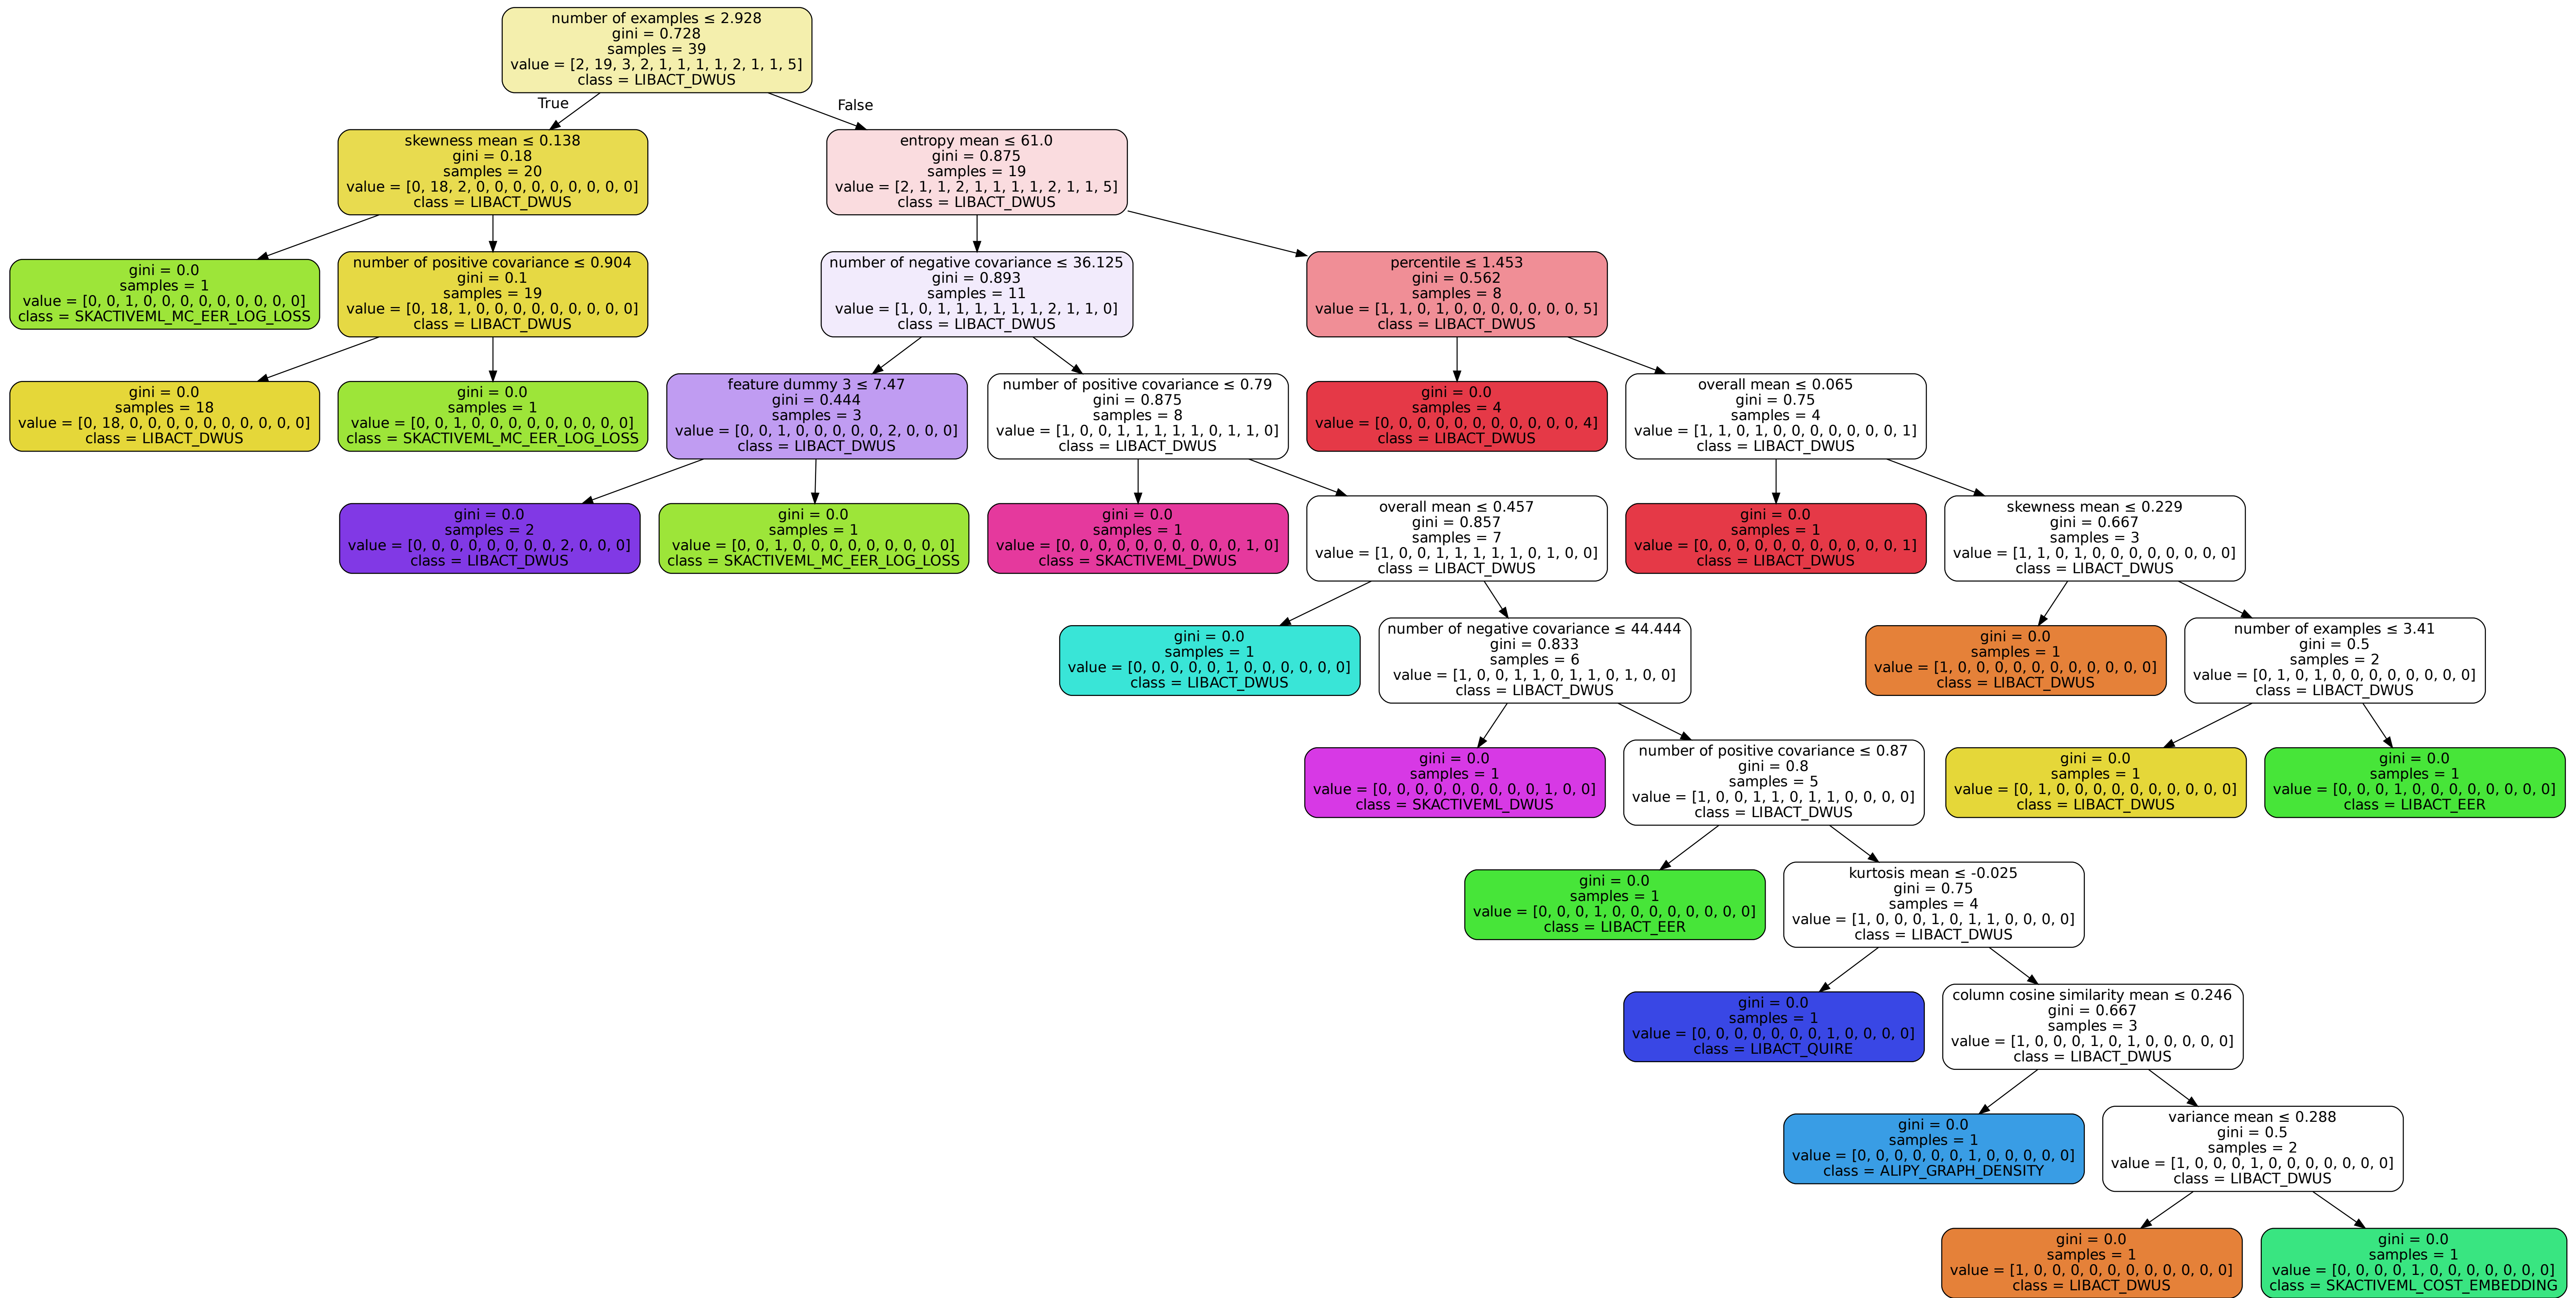 number of examples ≤ 2.928
gini = 0.728
samples = 39
value = [2, 19, 3, 2, 1, 1, 1, 1, 2, 1, 1, 5]
class = LIBACT_DWUS
True
False
skewness mean ≤ 0.138
gini = 0.18
samples = 20
value = [0, 18, 2, 0, 0, 0, 0, 0, 0, 0, 0, 0]
class = LIBACT_DWUS
entropy mean ≤ 61.0
gini = 0.875
samples = 19
value = [2, 1, 1, 2, 1, 1, 1, 1, 2, 1, 1, 5]
class = LIBACT_DWUS
gini = 0.0
samples = 1
value = [0, 0, 1, 0, 0, 0, 0, 0, 0, 0, 0, 0]
class = SKACTIVEML_MC_EER_LOG_LOSS
number of positive covariance ≤ 0.904
gini = 0.1
samples = 19
value = [0, 18, 1, 0, 0, 0, 0, 0, 0, 0, 0, 0]
class = LIBACT_DWUS
number of negative covariance ≤ 36.125
gini = 0.893
samples = 11
value = [1, 0, 1, 1, 1, 1, 1, 1, 2, 1, 1, 0]
class = LIBACT_DWUS
percentile ≤ 1.453
gini = 0.562
samples = 8
value = [1, 1, 0, 1, 0, 0, 0, 0, 0, 0, 0, 5]
class = LIBACT_DWUS
gini = 0.0
samples = 18
value = [0, 18, 0, 0, 0, 0, 0, 0, 0, 0, 0, 0]
class = LIBACT_DWUS
gini = 0.0
samples = 1
value = [0, 0, 1, 0, 0, 0, 0, 0, 0, 0, 0, 0]
class = SKACTIVEML_MC_EER_LOG_LOSS
feature dummy 3 ≤ 7.47
gini = 0.444
samples = 3
value = [0, 0, 1, 0, 0, 0, 0, 0, 2, 0, 0, 0]
class = LIBACT_DWUS
number of positive covariance ≤ 0.79
gini = 0.875
samples = 8
value = [1, 0, 0, 1, 1, 1, 1, 1, 0, 1, 1, 0]
class = LIBACT_DWUS
gini = 0.0
samples = 4
value = [0, 0, 0, 0, 0, 0, 0, 0, 0, 0, 0, 4]
class = LIBACT_DWUS
overall mean ≤ 0.065
gini = 0.75
samples = 4
value = [1, 1, 0, 1, 0, 0, 0, 0, 0, 0, 0, 1]
class = LIBACT_DWUS
gini = 0.0
samples = 2
value = [0, 0, 0, 0, 0, 0, 0, 0, 2, 0, 0, 0]
class = LIBACT_DWUS
gini = 0.0
samples = 1
value = [0, 0, 1, 0, 0, 0, 0, 0, 0, 0, 0, 0]
class = SKACTIVEML_MC_EER_LOG_LOSS
gini = 0.0
samples = 1
value = [0, 0, 0, 0, 0, 0, 0, 0, 0, 0, 1, 0]
class = SKACTIVEML_DWUS
overall mean ≤ 0.457
gini = 0.857
samples = 7
value = [1, 0, 0, 1, 1, 1, 1, 1, 0, 1, 0, 0]
class = LIBACT_DWUS
gini = 0.0
samples = 1
value = [0, 0, 0, 0, 0, 0, 0, 0, 0, 0, 0, 1]
class = LIBACT_DWUS
skewness mean ≤ 0.229
gini = 0.667
samples = 3
value = [1, 1, 0, 1, 0, 0, 0, 0, 0, 0, 0, 0]
class = LIBACT_DWUS
gini = 0.0
samples = 1
value = [0, 0, 0, 0, 0, 1, 0, 0, 0, 0, 0, 0]
class = LIBACT_DWUS
number of negative covariance ≤ 44.444
gini = 0.833
samples = 6
value = [1, 0, 0, 1, 1, 0, 1, 1, 0, 1, 0, 0]
class = LIBACT_DWUS
gini = 0.0
samples = 1
value = [1, 0, 0, 0, 0, 0, 0, 0, 0, 0, 0, 0]
class = LIBACT_DWUS
number of examples ≤ 3.41
gini = 0.5
samples = 2
value = [0, 1, 0, 1, 0, 0, 0, 0, 0, 0, 0, 0]
class = LIBACT_DWUS
gini = 0.0
samples = 1
value = [0, 0, 0, 0, 0, 0, 0, 0, 0, 1, 0, 0]
class = SKACTIVEML_DWUS
number of positive covariance ≤ 0.87
gini = 0.8
samples = 5
value = [1, 0, 0, 1, 1, 0, 1, 1, 0, 0, 0, 0]
class = LIBACT_DWUS
gini = 0.0
samples = 1
value = [0, 1, 0, 0, 0, 0, 0, 0, 0, 0, 0, 0]
class = LIBACT_DWUS
gini = 0.0
samples = 1
value = [0, 0, 0, 1, 0, 0, 0, 0, 0, 0, 0, 0]
class = LIBACT_EER
gini = 0.0
samples = 1
value = [0, 0, 0, 1, 0, 0, 0, 0, 0, 0, 0, 0]
class = LIBACT_EER
kurtosis mean ≤ -0.025
gini = 0.75
samples = 4
value = [1, 0, 0, 0, 1, 0, 1, 1, 0, 0, 0, 0]
class = LIBACT_DWUS
gini = 0.0
samples = 1
value = [0, 0, 0, 0, 0, 0, 0, 1, 0, 0, 0, 0]
class = LIBACT_QUIRE
column cosine similarity mean ≤ 0.246
gini = 0.667
samples = 3
value = [1, 0, 0, 0, 1, 0, 1, 0, 0, 0, 0, 0]
class = LIBACT_DWUS
gini = 0.0
samples = 1
value = [0, 0, 0, 0, 0, 0, 1, 0, 0, 0, 0, 0]
class = ALIPY_GRAPH_DENSITY
variance mean ≤ 0.288
gini = 0.5
samples = 2
value = [1, 0, 0, 0, 1, 0, 0, 0, 0, 0, 0, 0]
class = LIBACT_DWUS
gini = 0.0
samples = 1
value = [1, 0, 0, 0, 0, 0, 0, 0, 0, 0, 0, 0]
class = LIBACT_DWUS
gini = 0.0
samples = 1
value = [0, 0, 0, 0, 1, 0, 0, 0, 0, 0, 0, 0]
class = SKACTIVEML_COST_EMBEDDING